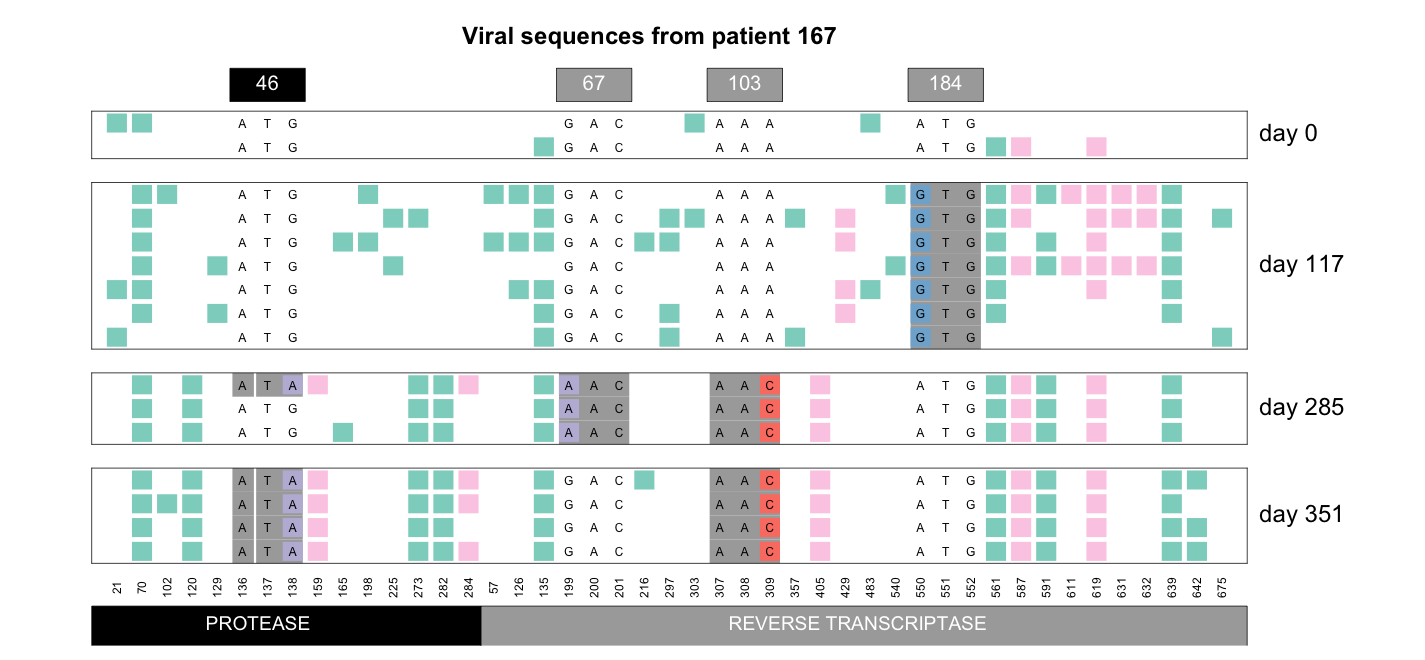 Viral sequences from patient 167
46 67 103 184
A T G G A C A A A A T G
A T G G A C A A A A T G
day 0
A T G G A C A A A G T G
A T G G A C A A A G T G
A T G G A C A A A G T G
A T G G A C A A A G T G
A T G G A C A A A G T G
A T G G A C A A A G T G
A T G G A C A A A G T G
day 117
A T A A A C A A C A T G
A T G A A C A A C A T G
A T G A A C A A C A T G
day 285
A T A G A C A A C A T G
A T A G A C A A C A T G
A T A G A C A A C A T G
A T A G A C A A C A T G
day 351
21 70 102 120 129 136 137 138 159 165 198 225 273 282 284 57 126 135 199 200 201 216 297 303 307 308 309 357 405 429 483 540 550 551 552 561 587 591 611 619 631 632 639 642 675
PROTEASE REVERSE TRANSCRIPTASE